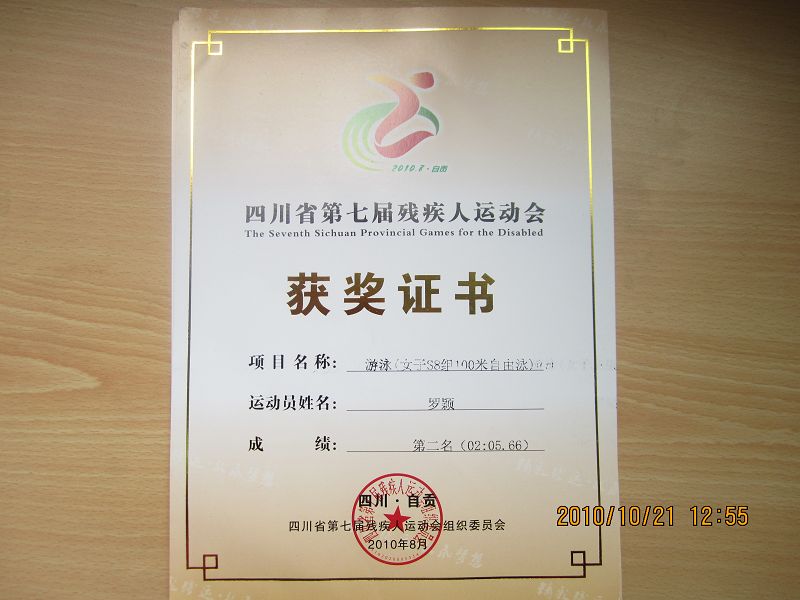 2010.8·自贡
四川省第七届残疾人运动会
The Seventh Sichuan Provincial Games for the Disabled
获奖证书
项目名称: 游泳(女子S8组100米自由泳)
运动员姓名: 罗颖
成 绩: 第二名(02:05.66)
四川·自贡
四川省第七届残疾人运动会组织委员会
2010年8月
2010/10/21 12:55